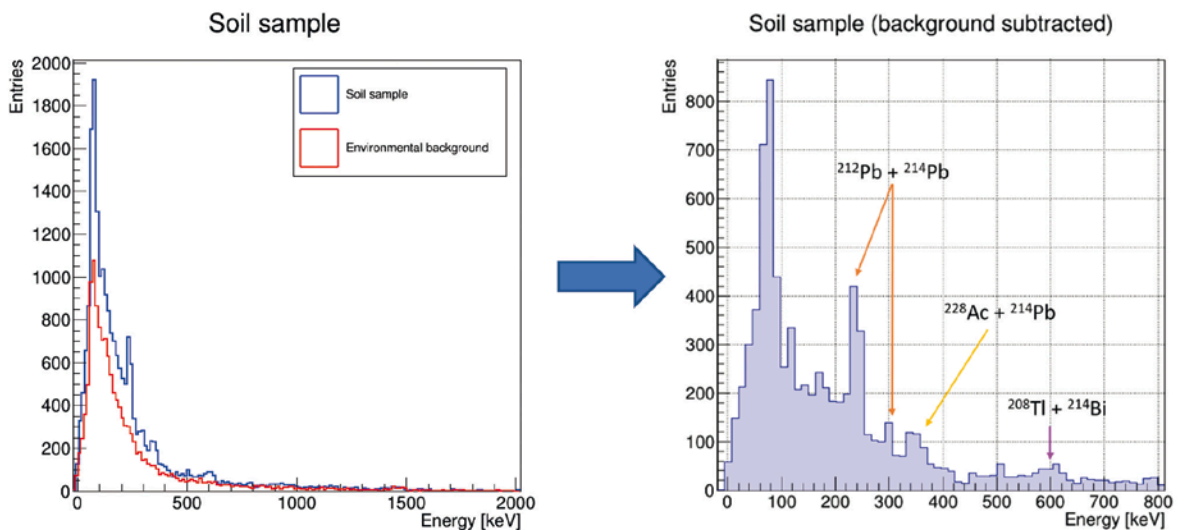 Soil sample
Entries
2000
1800
1600
1400
1200
1000
800
600
400
200
0
Soil sample
Environmental background
0 500 1000 1500 2000
Energy [keV]
Soil sample (background subtracted)
Entries
800
700
600
500
400
300
200
100
0
²¹²Pb + ²¹⁴Pb
²²⁸Ac + ²¹⁴Pb
²⁰⁸Tl + ²¹⁴Bi
0 100 200 300 400 500 600 700 800
Energy [keV]